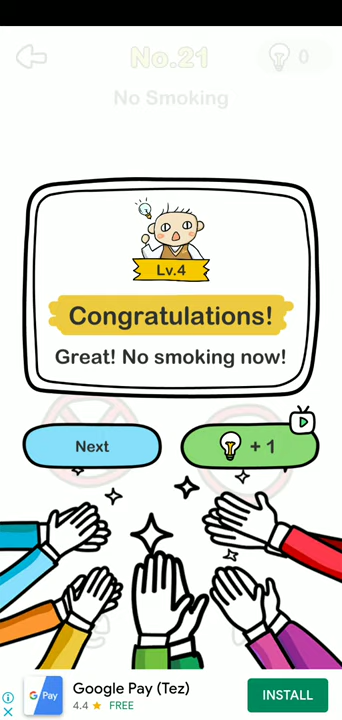 No.21
0
No Smoking
Lv.4
Congratulations!
Great! No smoking now!
Next
+ 1
G Pay
Google Pay (Tez)
4.4 ★ FREE
INSTALL